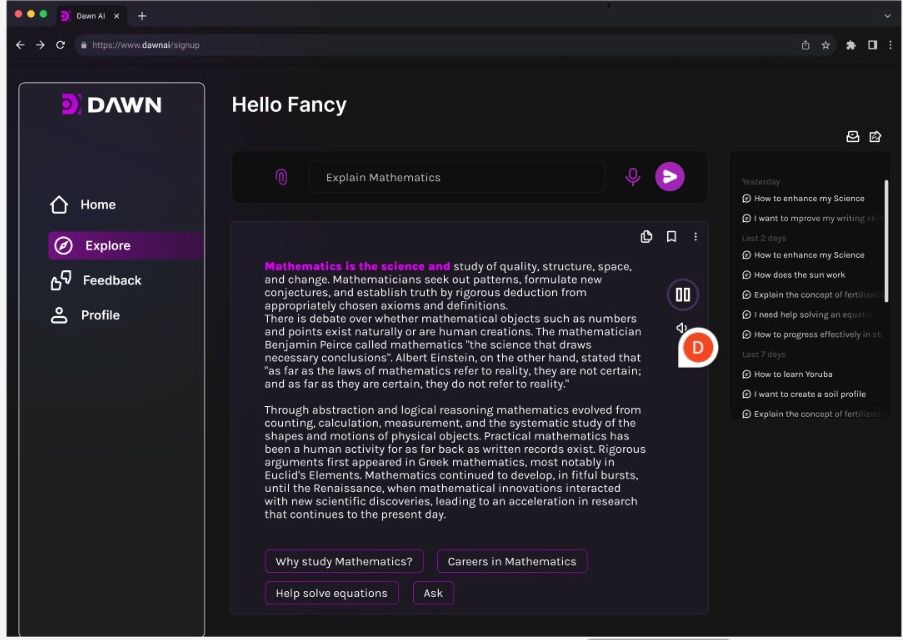 Dawn AI
https://www.dawnai/signup
DAWN
Hello Fancy
Explain Mathematics
Home
Explore
Feedback
Profile
Mathematics is the science and study of quality, structure, space,
and change. Mathematicians seek out patterns, formulate new
conjectures, and establish truth by rigorous deduction from
appropriately chosen axioms and definitions.
There is debate over whether mathematical objects such as numbers
and points exist naturally or are human creations. The mathematician
Benjamin Peirce called mathematics "the science that draws
necessary conclusions". Albert Einstein, on the other hand, stated that
"as far as the laws of mathematics refer to reality, they are not certain;
and as far as they are certain, they do not refer to reality."
Through abstraction and logical reasoning mathematics evolved from
counting, calculation, measurement, and the systematic study of the
shapes and motions of physical objects. Practical mathematics has
been a human activity for as far back as written records exist. Rigorous
arguments first appeared in Greek mathematics, most notably in
Euclid's Elements. Mathematics continued to develop, in fitful bursts,
until the Renaissance, when mathematical innovations interacted
with new scientific discoveries, leading to an acceleration in research
that continues to the present day.
Why study Mathematics?
Careers in Mathematics
Help solve equations
Ask
D
Yesterday
How to enhance my Science
I want to mprove my writing
Last 2 days
How to enhance my Science
How does the sun work
Explain the concept of
I need help solving an
How to progress effectively in
Last 7 days
How to learn Yoruba
I want to create a soil profile
Explain the concept of